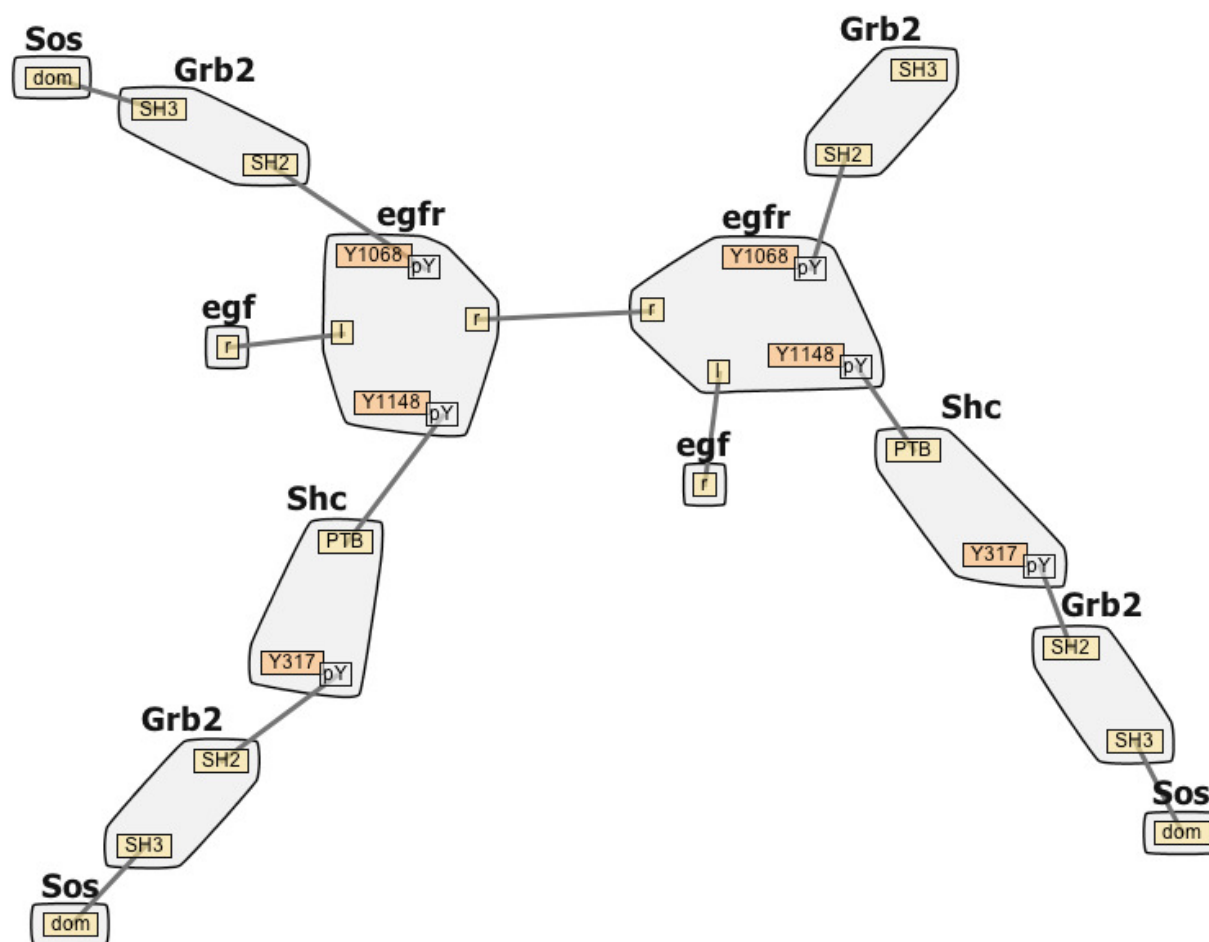 Sos
dom
Grb2
SH3
SH2
Grb2
SH3
SH2
egfr
Y1068
pY
l
r
Y1148
pY
egf
r
egfr
Y1068
pY
r
Y1148
pY
l
egf
r
Shc
PTB
Y317
pY
Grb2
SH2
SH3
Sos
dom
Shc
PTB
Y317
pY
Grb2
SH2
SH3
Sos
dom